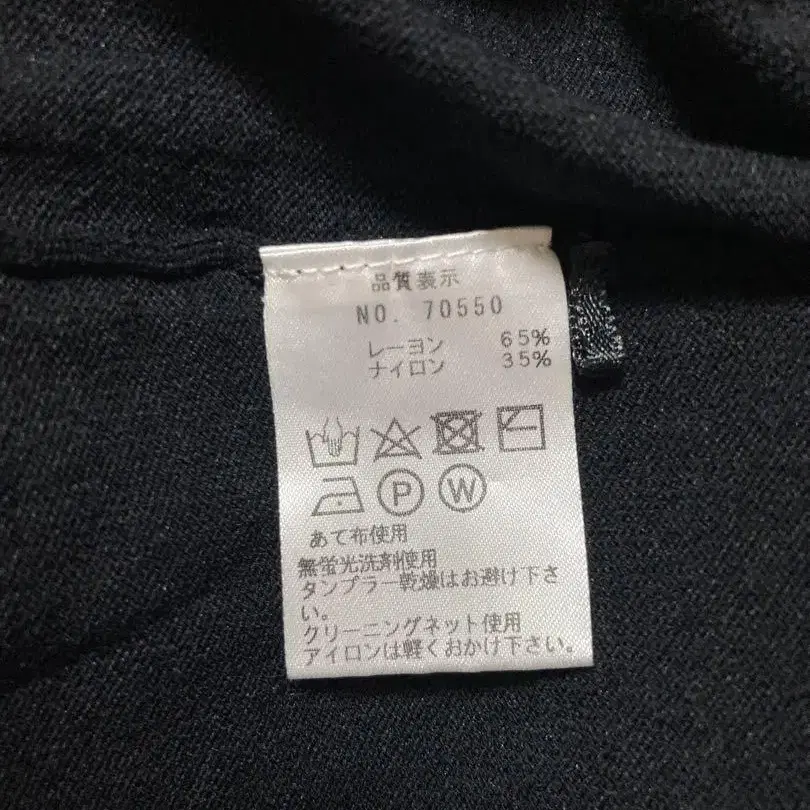 品質表示
NO. 70550
レーヨン 65%
ナイロン 35%
P W
あて布使用
無蛍光洗剤使用
タンブラー乾燥はお避け下さ
い。
クリーニングネット使用
アイロンは軽くおかけ下さい。